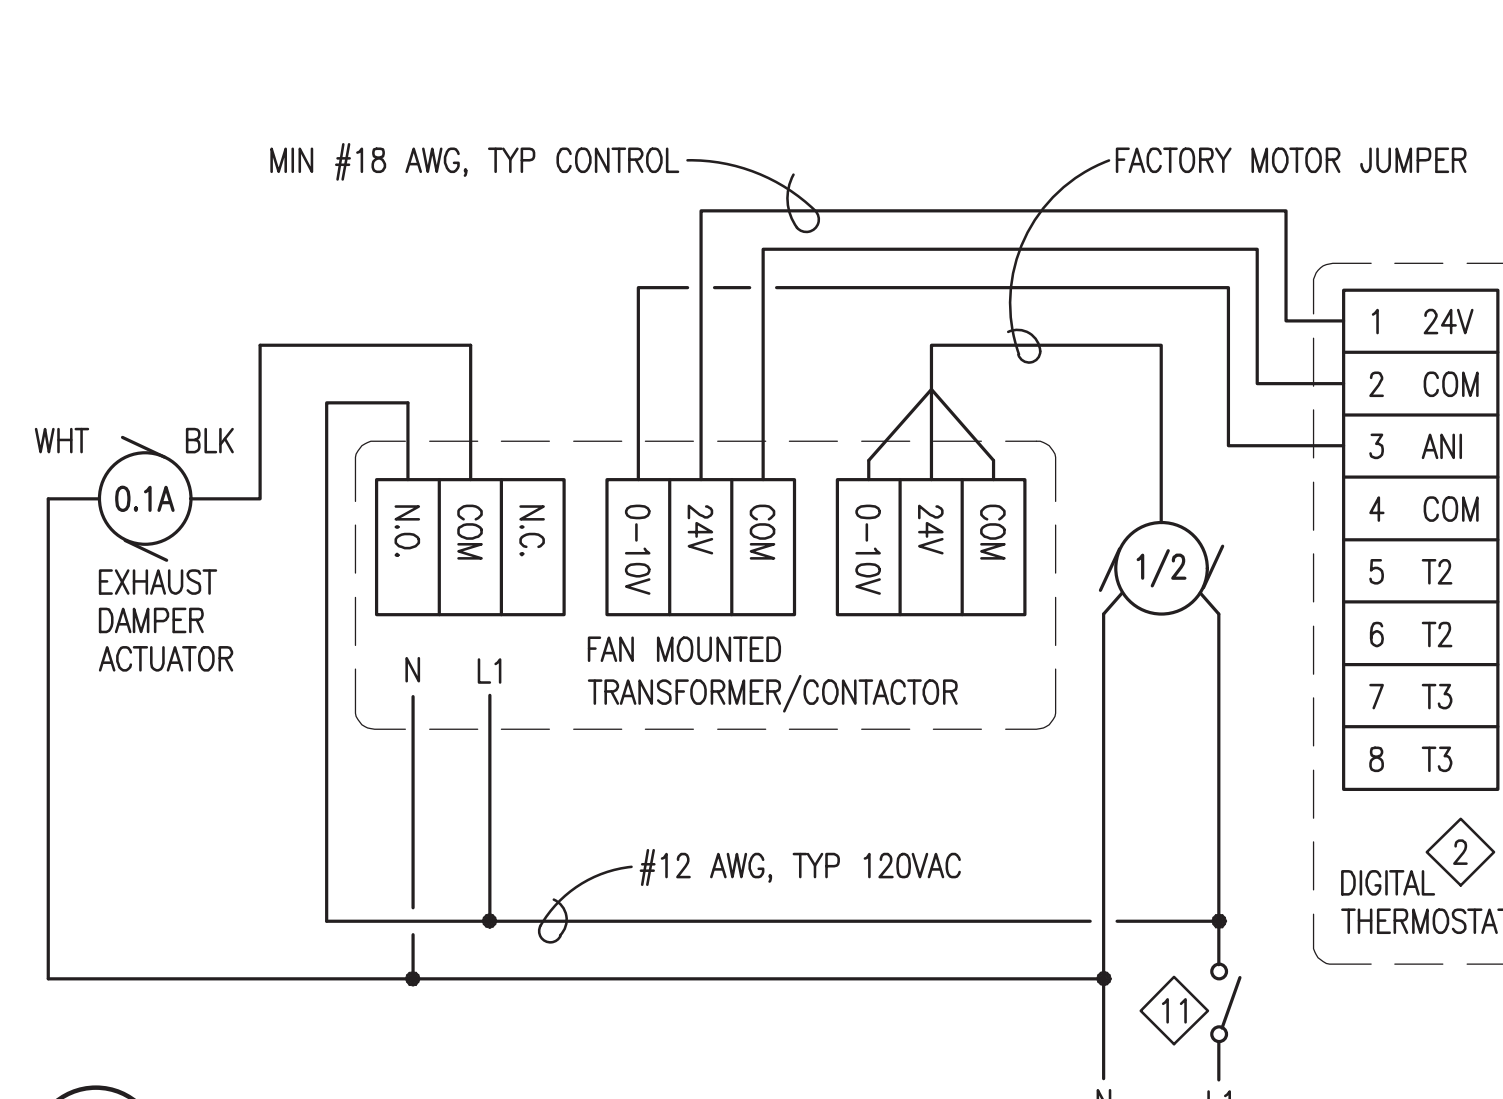 MIN #18 AWG, TYP CONTROL
FACTORY MOTOR JUMPER
1 24V
2 COM
3 ANI
4 COM
5 T2
6 T2
7 T3
8 T3
WHT
BLK
0.1A
EXHAUST
DAMPER
ACTUATOR
N.O.
COM
N.C.
0-10V
24V
COM
0-10V
24V
COM
1/2
N
L1
FAN MOUNTED
TRANSFORMER/CONTACTOR
#12 AWG, TYP 120VAC
2
DIGITAL
THERMOSTAT
11
N
L1